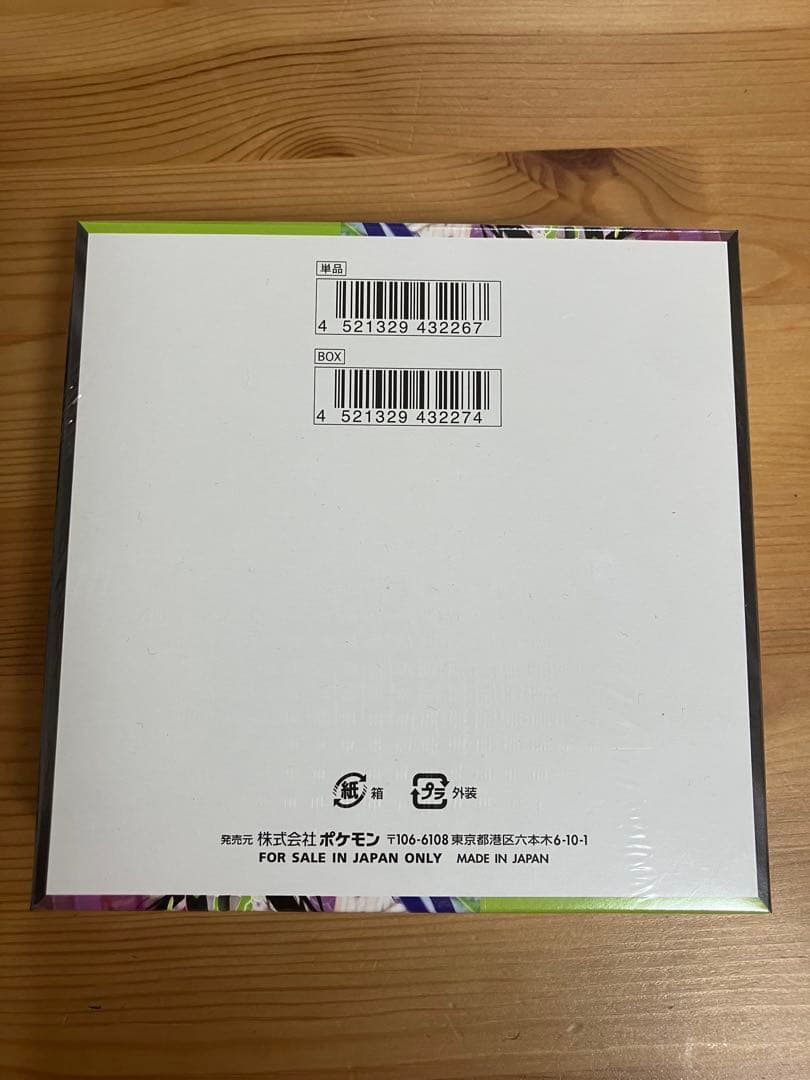 単品
4 521329 432267
BOX
4 521329 432274
紙 箱 プラ 外装
発売元 株式会社 ポケモン 〒106-6108 東京都港区六本木6-10-1
FOR SALE IN JAPAN ONLY MADE IN JAPAN